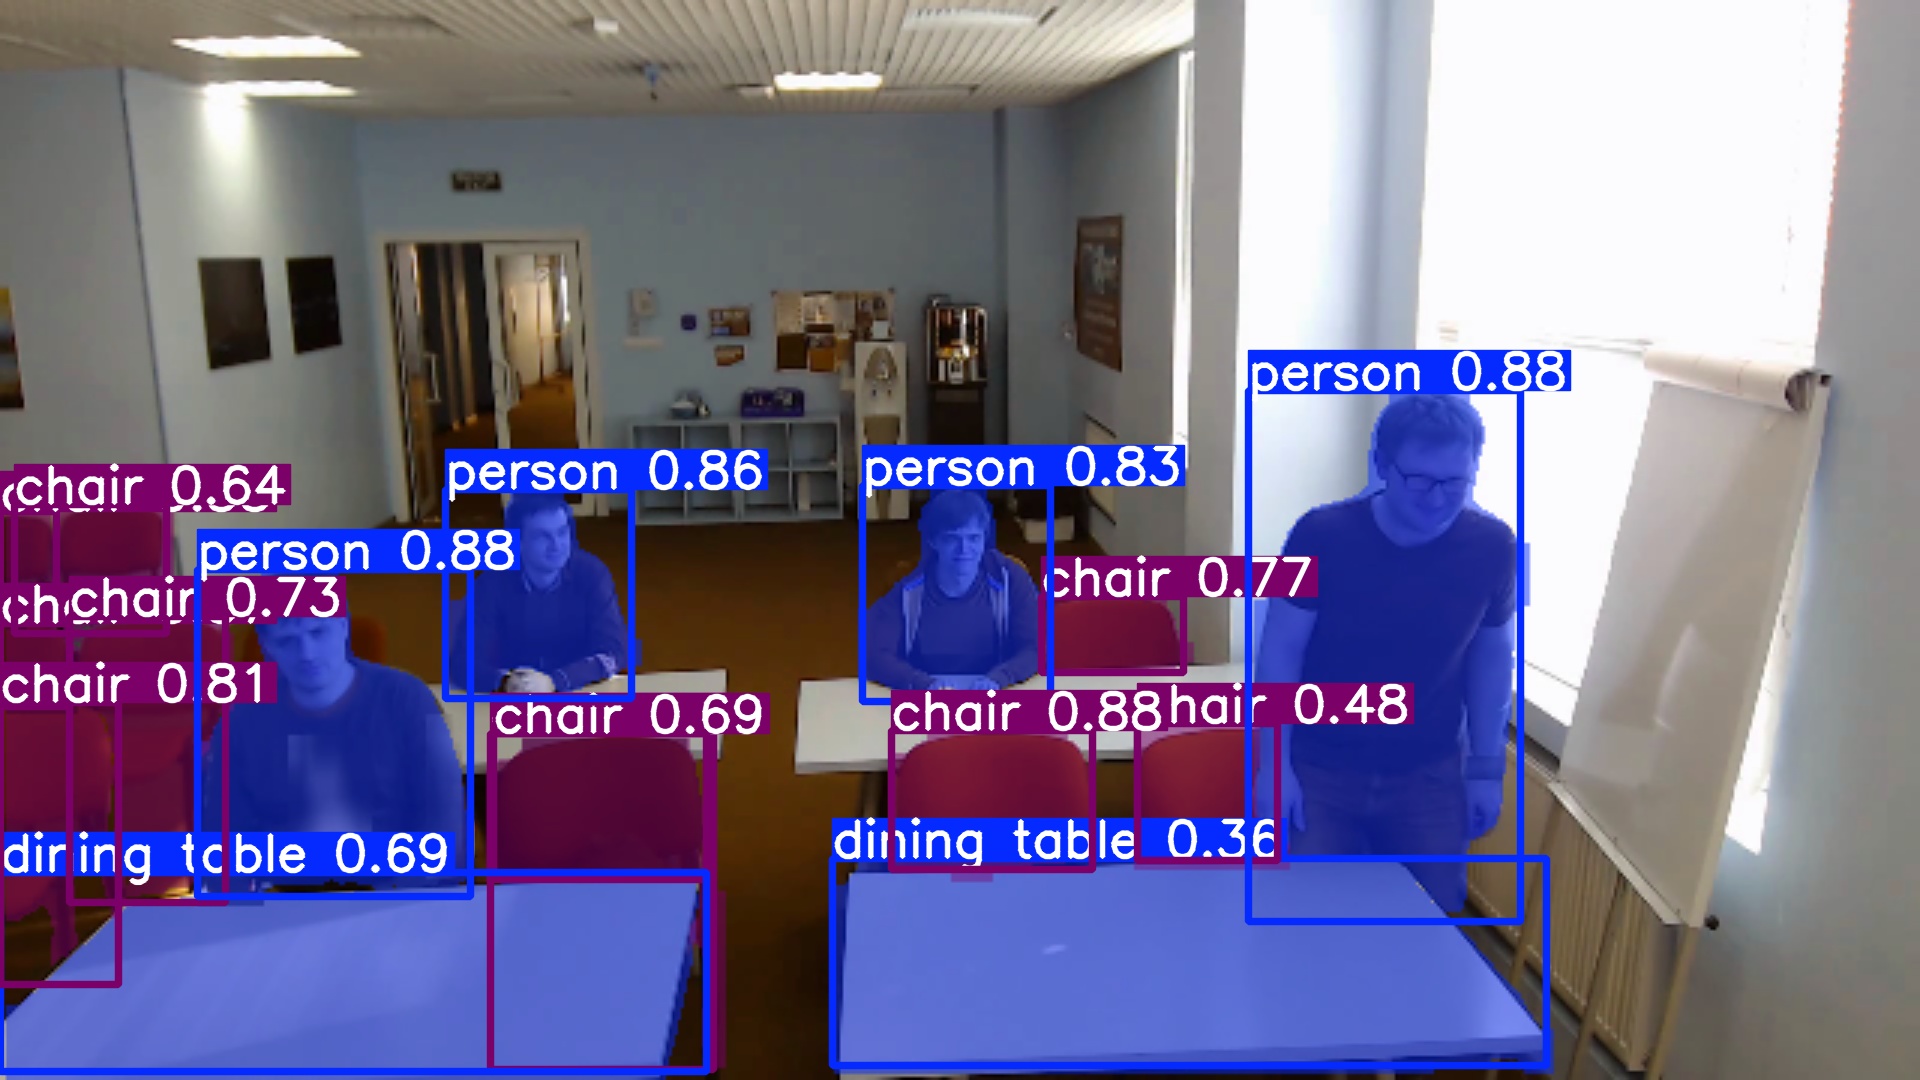 person 0.88
chair 0.64
person 0.86
person 0.83
person 0.88
chair 0.77
chair 0.73
chair 0.81
chair 0.69
chair 0.88
hair 0.48
dining table 0.69
dining table 0.36